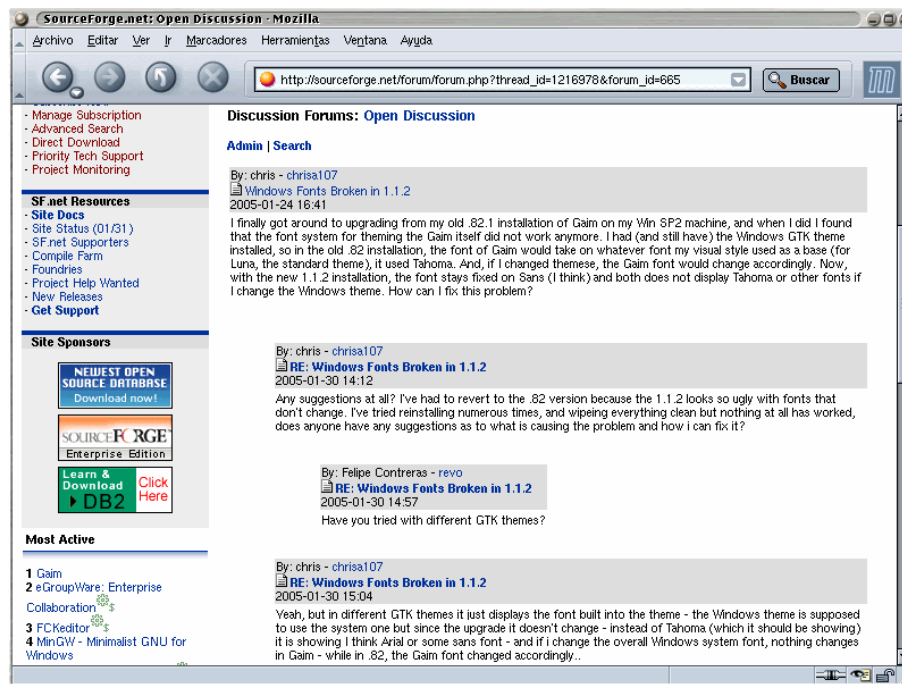 SourceForge.net: Open Discussion - Mozilla
Archivo Editar Ver Ir Marcadores Herramientas Ventana Ayuda
http://sourceforge.net/forum/forum.php?thread_id=1216978&forum_id=665
Buscar
- Manage Subscription
- Advanced Search
- Direct Download
- Priority Tech Support
- Project Monitoring
SF.net Resources
- Site Docs
- Site Status (01/31)
- SF.net Supporters
- Compile Farm
- Foundries
- Project Help Wanted
- New Releases
- Get Support
Site Sponsors
NEWEST OPEN
SOURCE DATABASE
Download now!
SOURCEFORGE
Enterprise Edition
Learn &
Download
DB2
Click
Here
Most Active
1 Gaim
2 eGroupWare: Enterprise
Collaboration $
3 FCKeditor $
4 MinGW - Minimalist GNU for
Windows
Discussion Forums: Open Discussion
Admin | Search
By: chris - chrisa107
Windows Fonts Broken in 1.1.2
2005-01-24 16:41
I finally got around to upgrading from my old .82.1 installation of Gaim on my Win SP2 machine, and when I did I found
that the font system for theming the Gaim itself did not work anymore. I had (and still have) the Windows GTK theme
installed, so in the old .82 installation, the font of Gaim would take on whatever font my visual style used as a base (for
Luna, the standard theme), it used Tahoma. And, if I changed themese, the Gaim font would change accordingly. Now,
with the new 1.1.2 installation, the font stays fixed on Sans (I think) and both does not display Tahoma or other fonts if
I change the Windows theme. How can I fix this problem?
By: chris - chrisa107
RE: Windows Fonts Broken in 1.1.2
2005-01-30 14:12
Any suggestions at all? I've had to revert to the .82 version because the 1.1.2 looks so ugly with fonts that
don't change. I've tried reinstalling numerous times, and wipeing everything clean but nothing at all has worked,
does anyone have any suggestions as to what is causing the problem and how i can fix it?
By: Felipe Contreras - revo
RE: Windows Fonts Broken in 1.1.2
2005-01-30 14:57
Have you tried with different GTK themes?
By: chris - chrisa107
RE: Windows Fonts Broken in 1.1.2
2005-01-30 15:04
Yeah, but in different GTK themes it just displays the font built into the theme - the Windows theme is supposed
to use the system one but since the upgrade it doesn't change - instead of Tahoma (which it should be showing)
it is showing I think Arial or some sans font - and if i change the overall Windows system font, nothing changes
in Gaim - while in .82, the Gaim font changed accordingly..